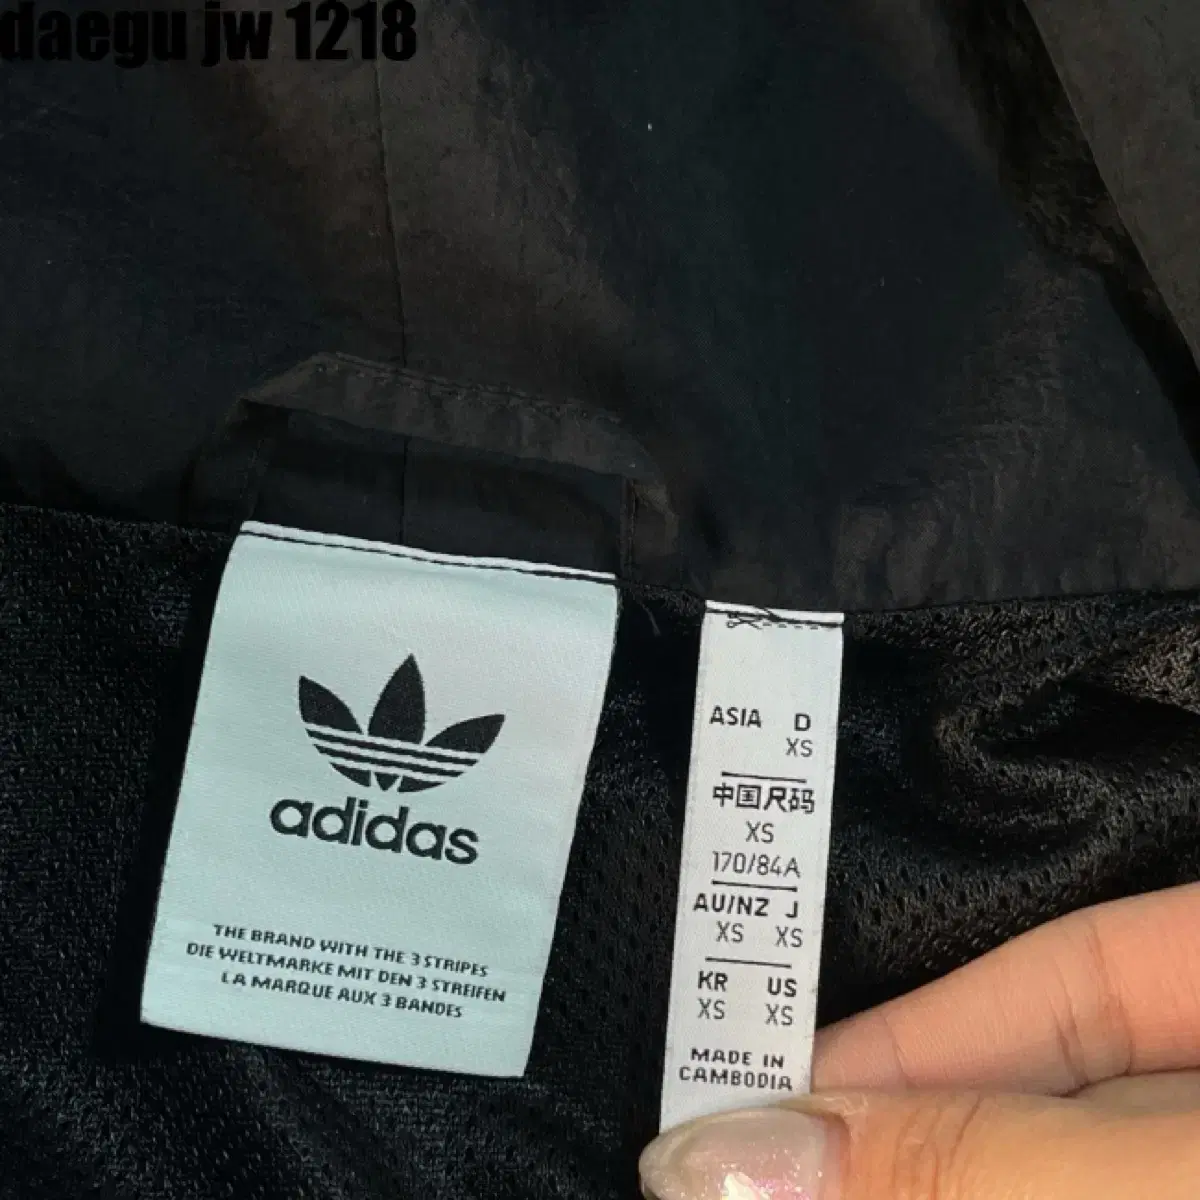 daegu jw 1218
adidas
THE BRAND WITH THE 3 STRIPES
DIE WELTMARKE MIT DEN 3 STREIFEN
LA MARQUE AUX 3 BANDES
ASIA D
XS
中国尺码
XS
170/84A
AU/NZ J
XS XS
KR US
XS XS
MADE IN
CAMBODIA